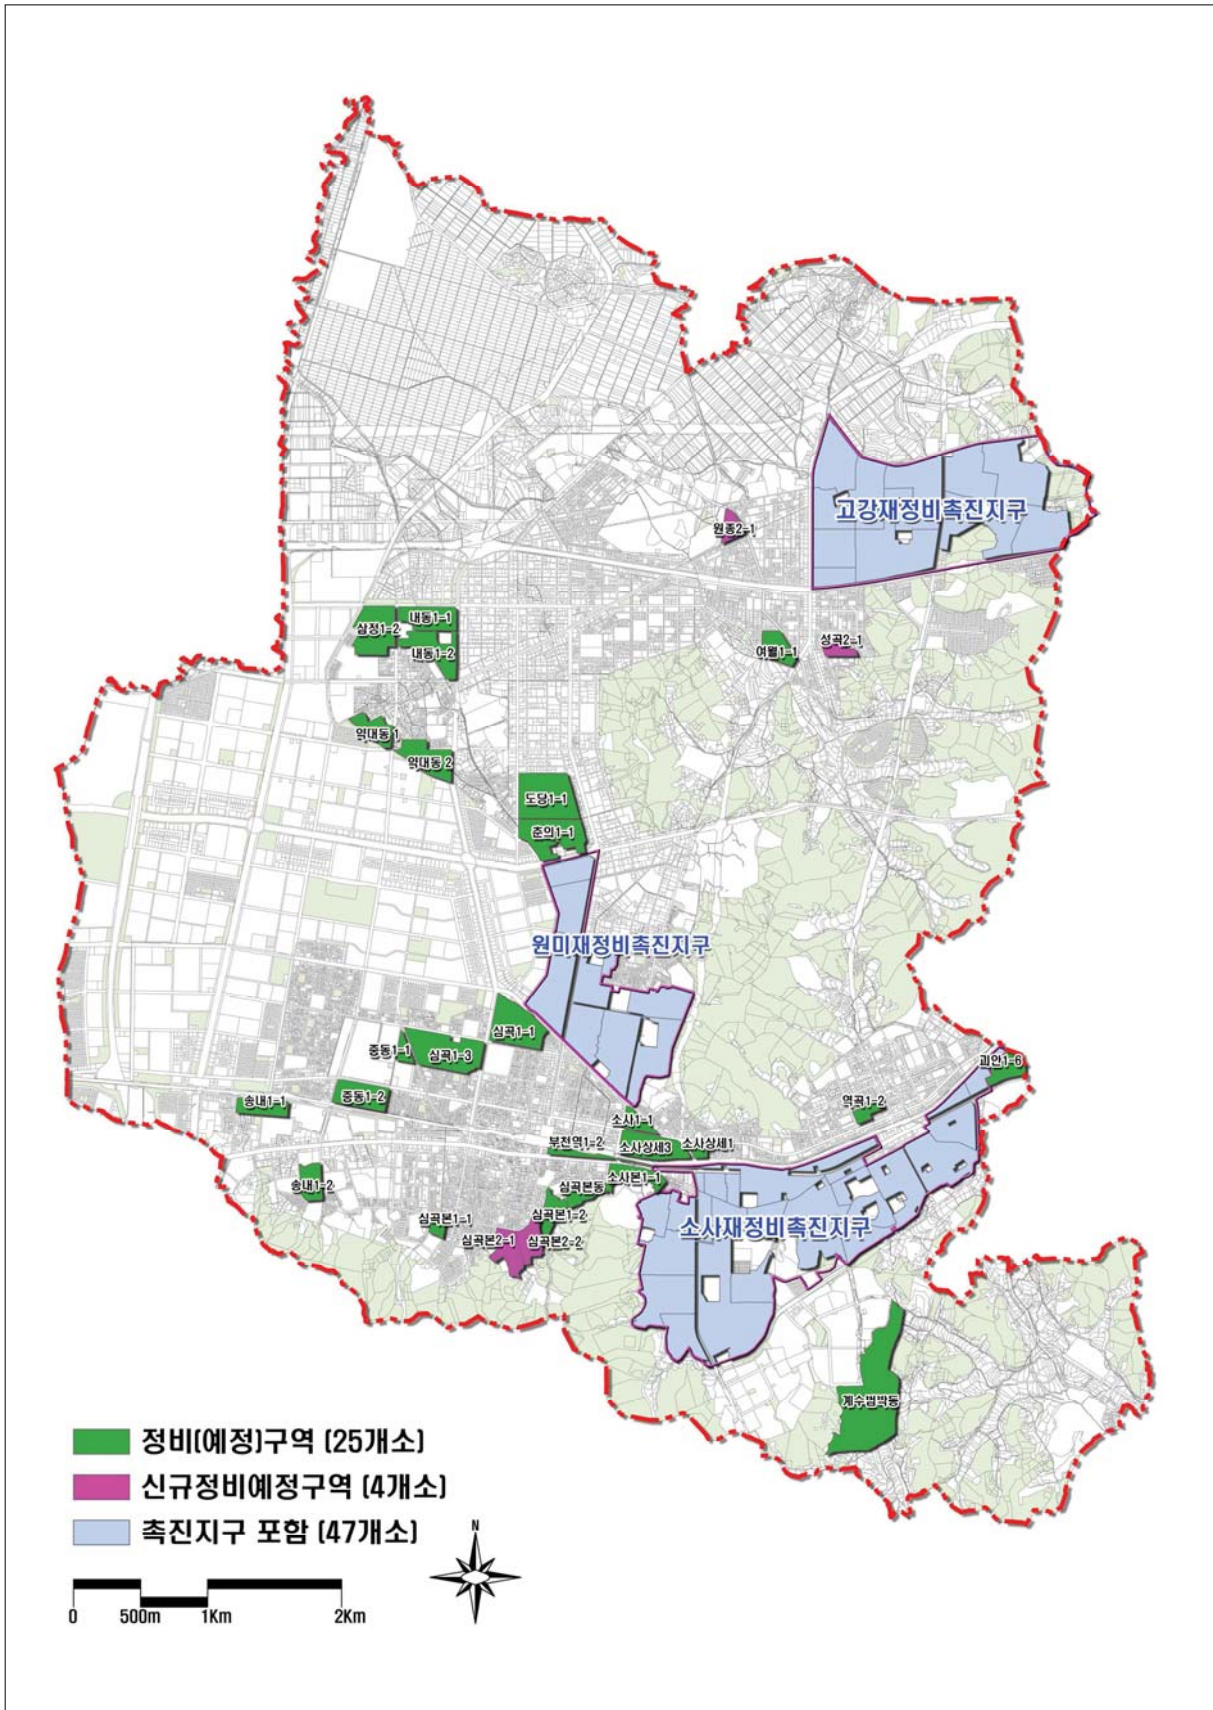 고강재정비촉진지구
원종2-1
내동1-1
삼정1-2
성곡2-1
내동1-2
여월1-1
약대동 1
약대동 2
도당1-1
춘의1-1
원미재정비촉진지구
심곡1-1
중동1-1
심곡1-3
괴안1-6
중동1-2
송내1-1
역곡1-2
소사1-1
부천역1-2
소사상세3
소사상세1
소사본1-1
송내1-2
심곡본동
심곡본1-1
심곡본1-2
소사재정비촉진지구
심곡본2-1
심곡본2-2
계수범박동
정비(예정)구역 (25개소)
신규정비예정구역 (4개소)
촉진지구 포함 (47개소)
N
0 500m 1Km 2Km